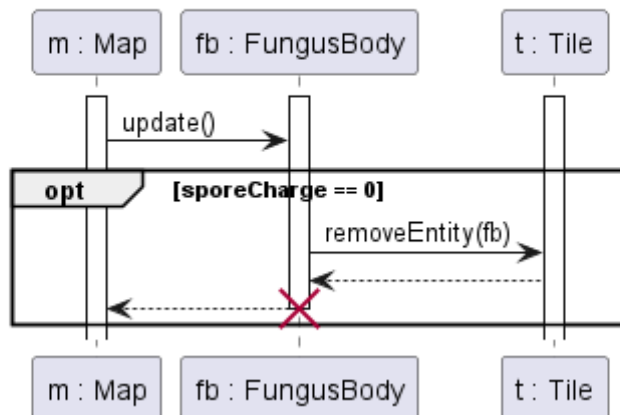 m : Map
fb : FungusBody
t : Tile
update()
opt
[sporeCharge == 0]
removeEntity(fb)
m : Map
fb : FungusBody
t : Tile